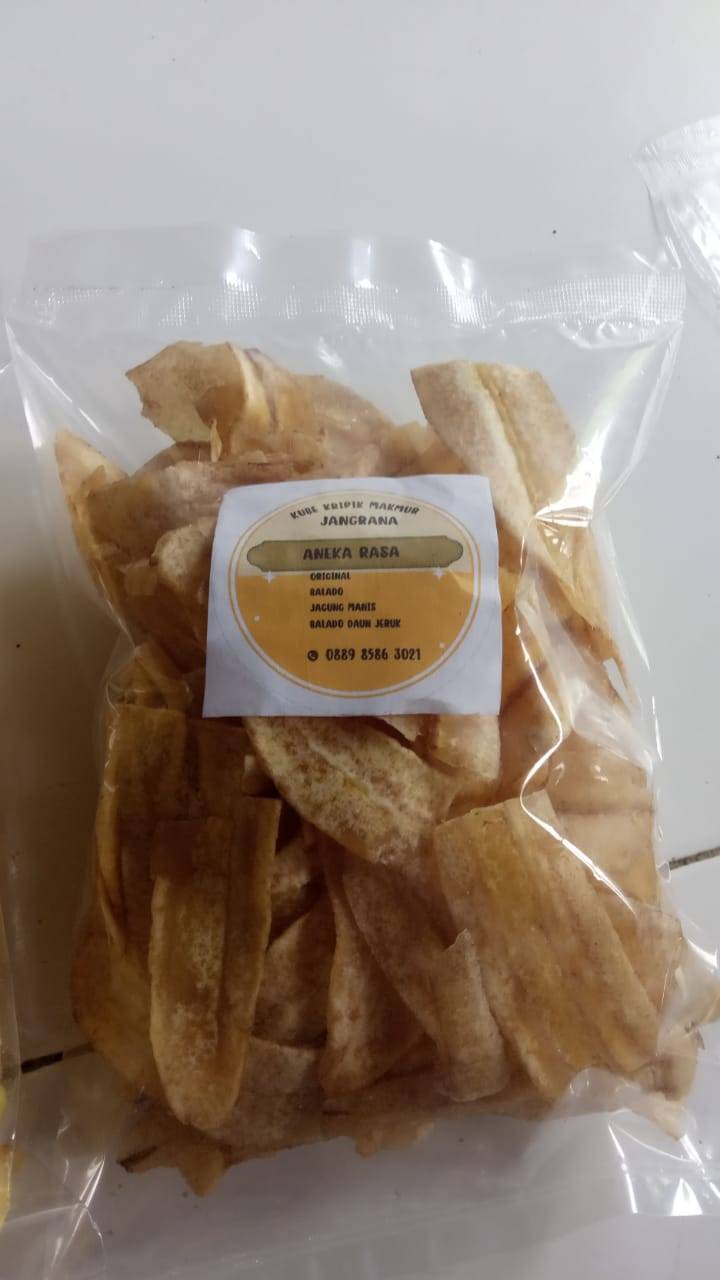 KUBE KRIPIK MAKMUR
JANGRANA
ANEKA RASA
ORIGINAL
BALADO
JAGUNG MANIS
BALADO DAUN JERUK
0889 8586 3021